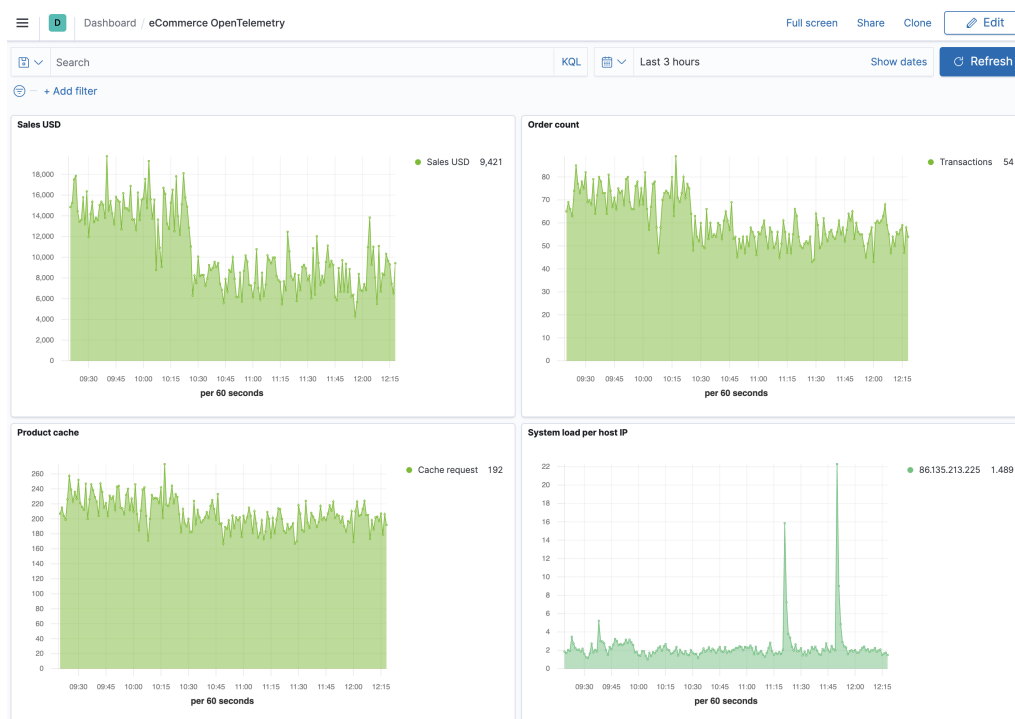 D Dashboard / eCommerce OpenTelemetry Full screen Share Clone Edit
Search KQL Last 3 hours Show dates Refresh
+ Add filter
Sales USD
18,000
16,000
14,000
12,000
10,000
8,000
6,000
4,000
2,000
0
09:30 09:45 10:00 10:15 10:30 10:45 11:00 11:15 11:30 11:45 12:00 12:15
per 60 seconds
Sales USD 9,421
Order count
80
70
60
50
40
30
20
10
0
09:30 09:45 10:00 10:15 10:30 10:45 11:00 11:15 11:30 11:45 12:00 12:15
per 60 seconds
Transactions 54
Product cache
260
240
220
200
180
160
140
120
100
80
60
40
20
0
09:30 09:45 10:00 10:15 10:30 10:45 11:00 11:15 11:30 11:45 12:00 12:15
per 60 seconds
Cache request 192
System load per host IP
22
20
18
16
14
12
10
8
6
4
2
0
09:30 09:45 10:00 10:15 10:30 10:45 11:00 11:15 11:30 11:45 12:00 12:15
per 60 seconds
86.135.213.225 1.489